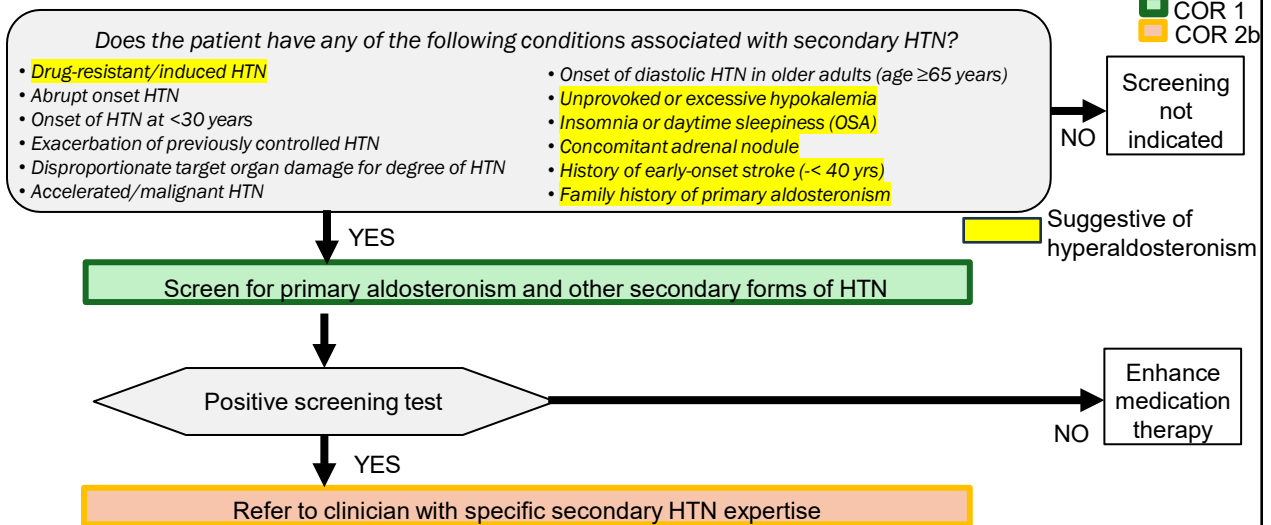 COR 1
COR 2b
Does the patient have any of the following conditions associated with secondary HTN?
• Drug-resistant/induced HTN
• Abrupt onset HTN
• Onset of HTN at <30 years
• Exacerbation of previously controlled HTN
• Disproportionate target organ damage for degree of HTN
• Accelerated/malignant HTN
• Onset of diastolic HTN in older adults (age ≥65 years)
• Unprovoked or excessive hypokalemia
• Insomnia or daytime sleepiness (OSA)
• Concomitant adrenal nodule
• History of early-onset stroke (-< 40 yrs)
• Family history of primary aldosteronism
NO
Screening
not
indicated
Suggestive of
hyperaldosteronism
YES
Screen for primary aldosteronism and other secondary forms of HTN
Positive screening test
NO
Enhance
medication
therapy
YES
Refer to clinician with specific secondary HTN expertise